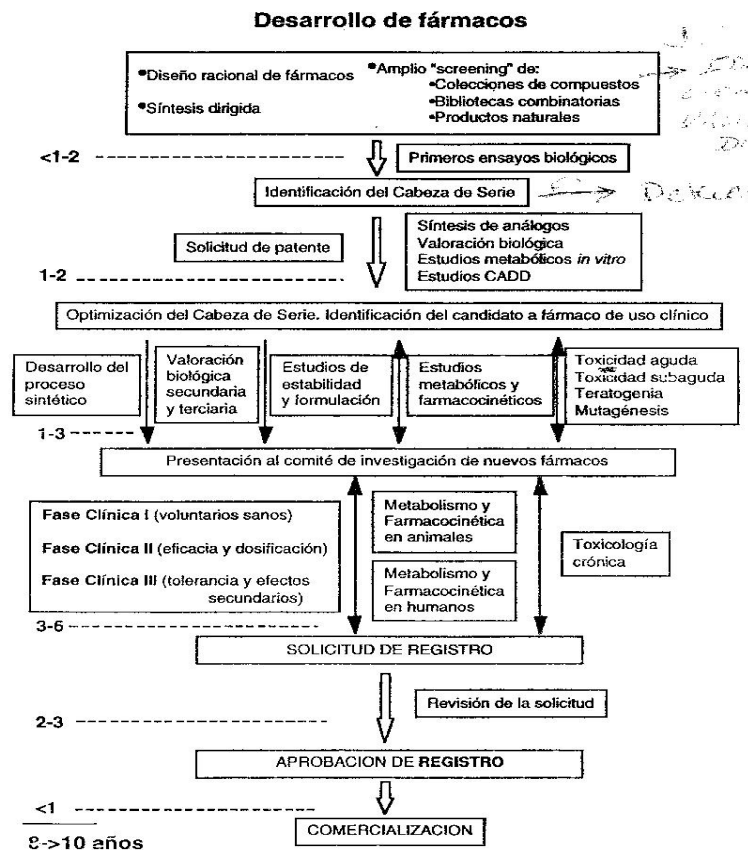 Desarrollo de fármacos
•Diseño racional de fármacos
•Síntesis dirigida
•Amplio "screening" de:
•Colecciones de compuestos
•Bibliotecas combinatorias
•Productos naturales
<1-2
Primeros ensayos biológicos
Identificación del Cabeza de Serie
Solicitud de patente
Síntesis de análogos
Valoración biológica
Estudios metabólicos in vitro
Estudios CADD
1-2
Optimización del Cabeza de Serie. Identificación del candidato a fármaco de uso clínico
Desarrollo del
proceso
sintético
Valoración
biológica
secundaria
y terciaria
Estudios de
estabilidad
y formulación
Estudios
metabólicos y
farmacocinéticos
Toxicidad aguda
Toxicidad subaguda
Teratogenia
Mutagénesis
1-3
Presentación al comité de investigación de nuevos fármacos
Fase Clínica I (voluntarios sanos)
Fase Clínica II (eficacia y dosificación)
Fase Clínica III (tolerancia y efectos
secundarios)
Metabolismo y
Farmacocinética
en animales
Metabolismo y
Farmacocinética
en humanos
Toxicología
crónica
3-6
SOLICITUD DE REGISTRO
Revisión de la solicitud
2-3
APROBACION DE REGISTRO
<1
COMERCIALIZACION
8->10 años